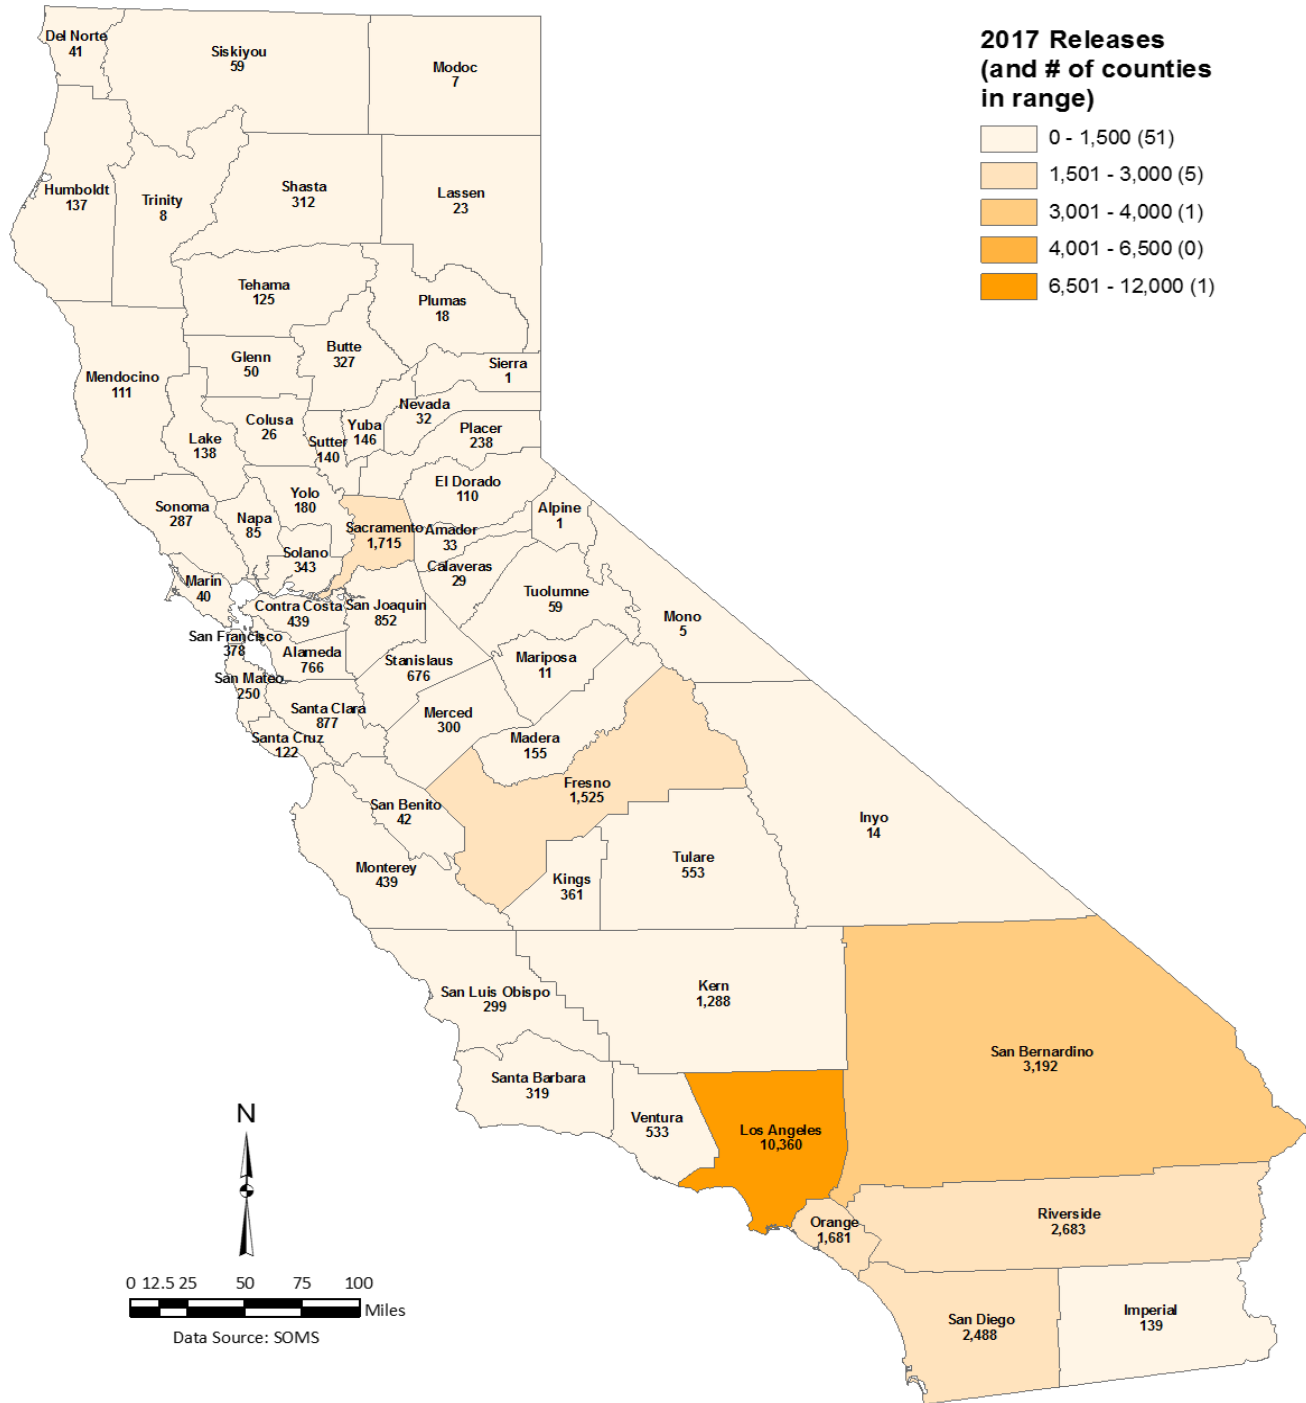 2017 Releases
(and # of counties
in range)
0 - 1,500 (51)
1,501 - 3,000 (5)
3,001 - 4,000 (1)
4,001 - 6,500 (0)
6,501 - 12,000 (1)
Del Norte
41
Siskiyou
59
Modoc
7
Humboldt
137
Trinity
8
Shasta
312
Lassen
23
Tehama
125
Plumas
18
Mendocino
111
Glenn
50
Butte
327
Sierra
1
Lake
138
Colusa
26
Sutter
140
Yuba
146
Nevada
32
Placer
238
Sonoma
287
Napa
85
Yolo
180
El Dorado
110
Solano
343
Sacramento
1,715
Amador
33
Alpine
1
Marin
40
Calaveras
29
Contra Costa
439
San Joaquin
852
Tuolumne
59
Mono
5
San Francisco
378
Alameda
766
Stanislaus
676
Mariposa
11
San Mateo
250
Santa Clara
877
Merced
300
Santa Cruz
122
Madera
155
Fresno
1,525
San Benito
42
Inyo
14
Monterey
439
Kings
361
Tulare
553
San Luis Obispo
299
Kern
1,288
San Bernardino
3,192
Santa Barbara
319
Ventura
533
Los Angeles
10,360
Orange
1,681
Riverside
2,683
San Diego
2,488
Imperial
139
N
0 12.5 25 50 75 100
Miles
Data Source: SOMS